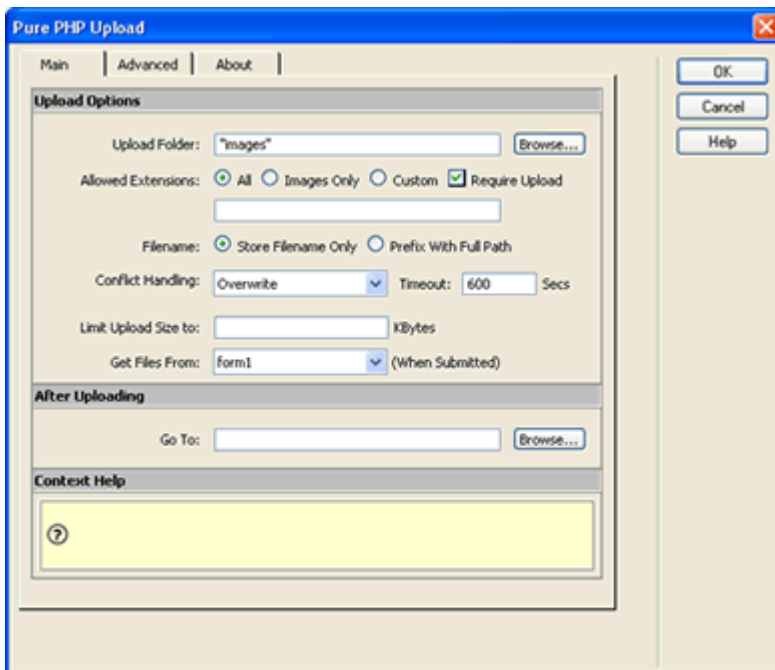 Pure PHP Upload
Main Advanced About
OK
Cancel
Help
Upload Options
Upload Folder: "images" Browse...
Allowed Extensions: All Images Only Custom Require Upload
Filename: Store Filename Only Prefix With Full Path
Conflict Handling: Overwrite Timeout: 600 Secs
Limit Upload Size to: KBytes
Get Files From: form1 (When Submitted)
After Uploading
Go To: Browse...
Context Help
?